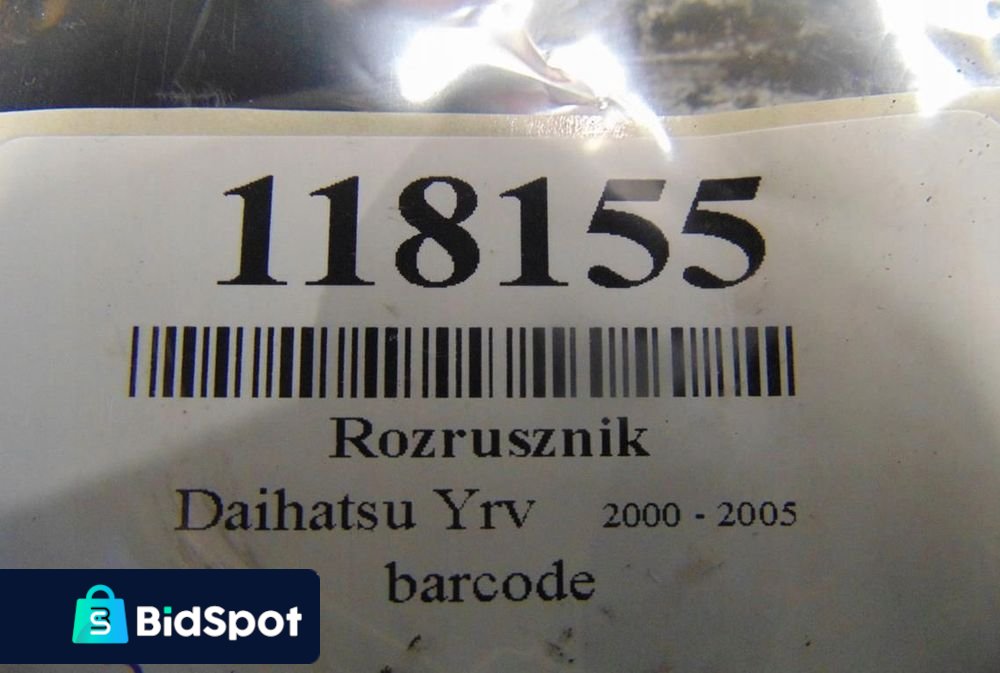 118155
Rozrusznik
Daihatsu Yrv 2000 - 2005
barcode
BidSpot